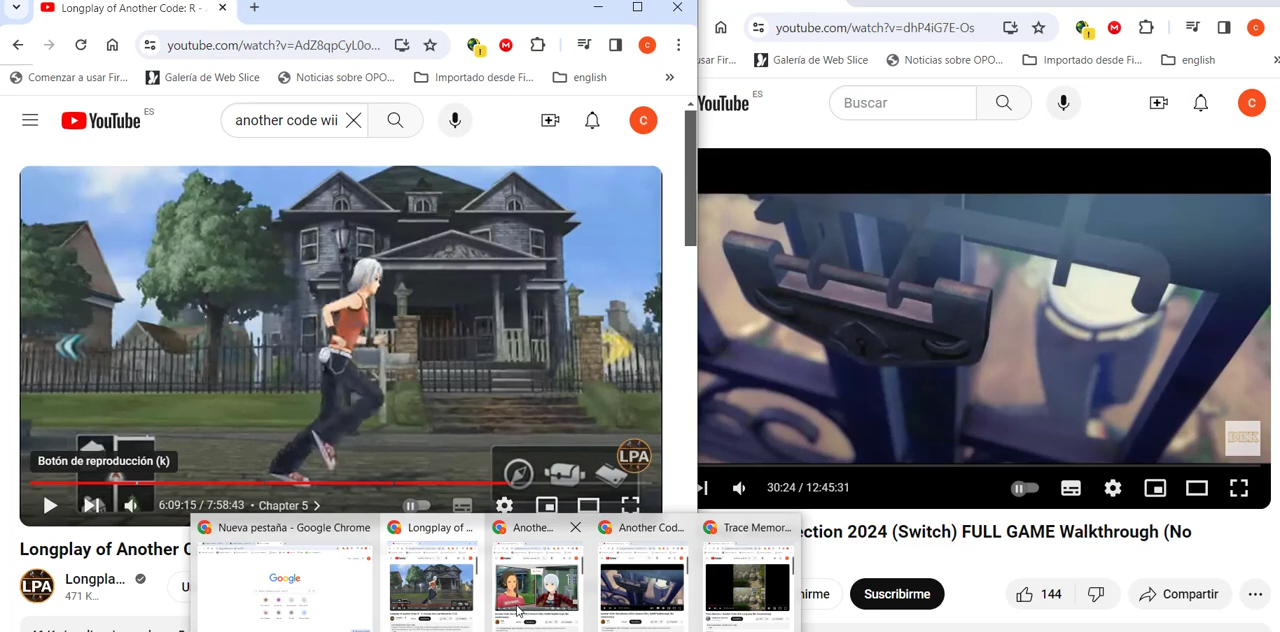 Longplay of Another Code: R -
youtube.com/watch?v=AdZ8qpCyL0o...
C
Comenzar a usar Fir...
Galería de Web Slice
Noticias sobre OPO...
Importado desde Fi...
english
YouTube
ES
another code wii
C
LPA
Botón de reproducción (k)
6:09:15 / 7:58:43 • Chapter 5
Longplay of Another C
LPA
Longpla...
471 K...
youtube.com/watch?v=dhP4iG7E-Os
C
usar Fir...
Galería de Web Slice
Noticias sobre OPO...
Importado desde Fi...
english
YouTube
ES
Buscar
C
30:24 / 12:45:31
ection 2024 (Switch) FULL GAME Walkthrough (No
irme
Suscribirme
144
Compartir
Nueva pestaña - Google Chrome
Longplay of ...
Anothe...
Another Cod...
Trace Memor...
Google